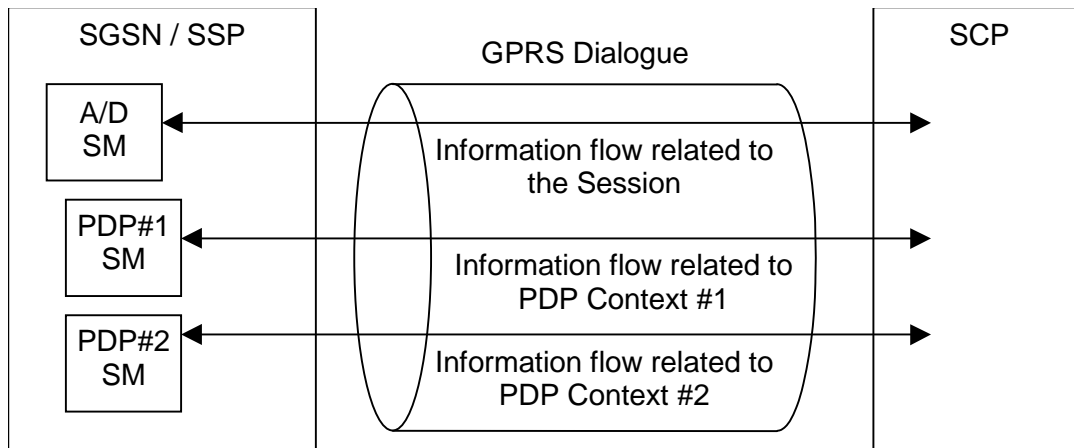 SGSN / SSP
GPRS Dialogue
SCP
A/D
SM
Information flow related to
the Session
PDP#1
SM
Information flow related to
PDP Context #1
PDP#2
SM
Information flow related to
PDP Context #2